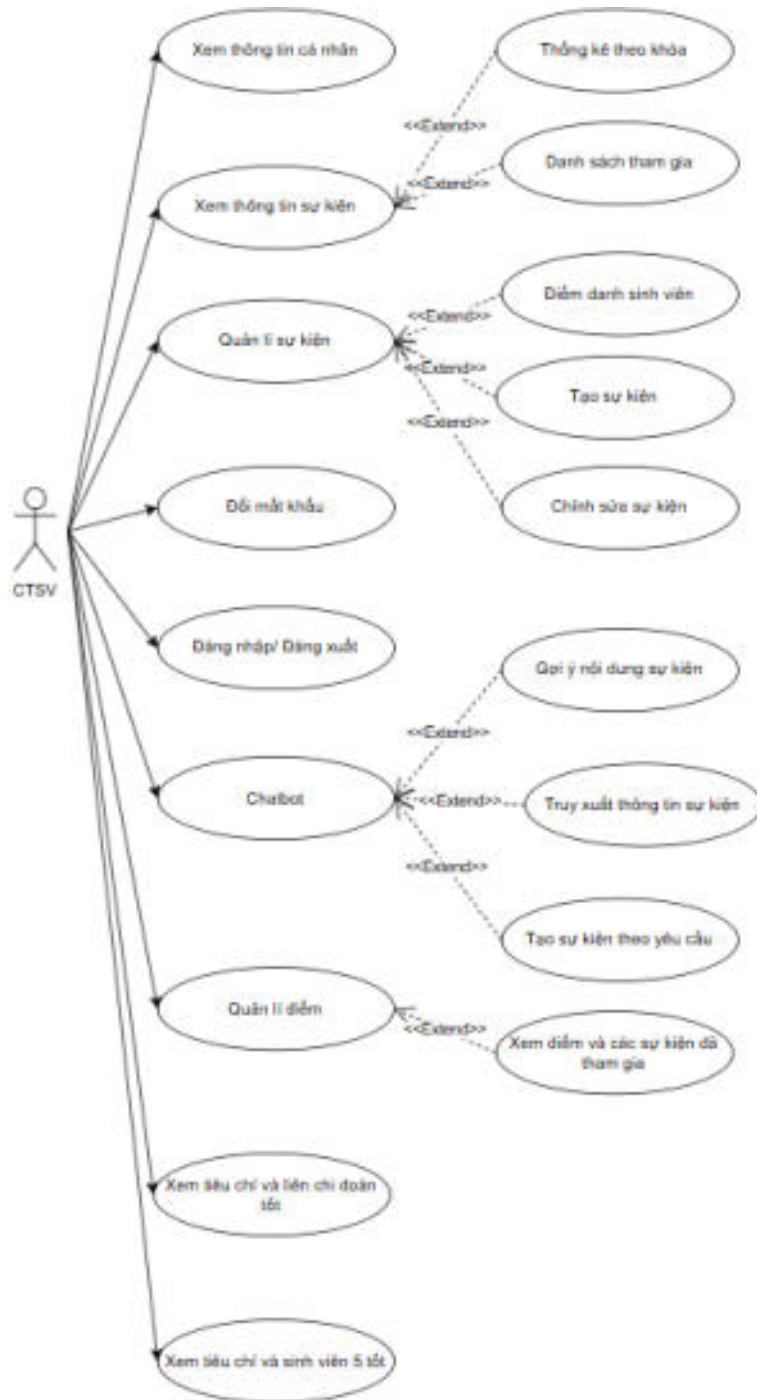 Xem thông tin cá nhân
Thống kê theo khóa
<<Extend>>
Danh sách tham gia
<<Extend>>
Xem thông tin sự kiện
Điểm danh sinh viên
<<Extend>>
Quản lí sự kiện
<<Extend>>
Tạo sự kiện
<<Extend>>
Đổi mật khẩu
Chỉnh sửa sự kiện
CTSV
Đăng nhập/ Đăng xuất
Gợi ý nội dung sự kiện
<<Extend>>
Chatbot
<<Extend>>
Truy xuất thông tin sự kiện
<<Extend>>
Tạo sự kiện theo yêu cầu
Quản lí điểm
<<Extend>>
Xem điểm và các sự kiện đã
tham gia
Xem tiêu chí và liên chi đoàn
tốt
Xem tiêu chí và sinh viên 5 tốt